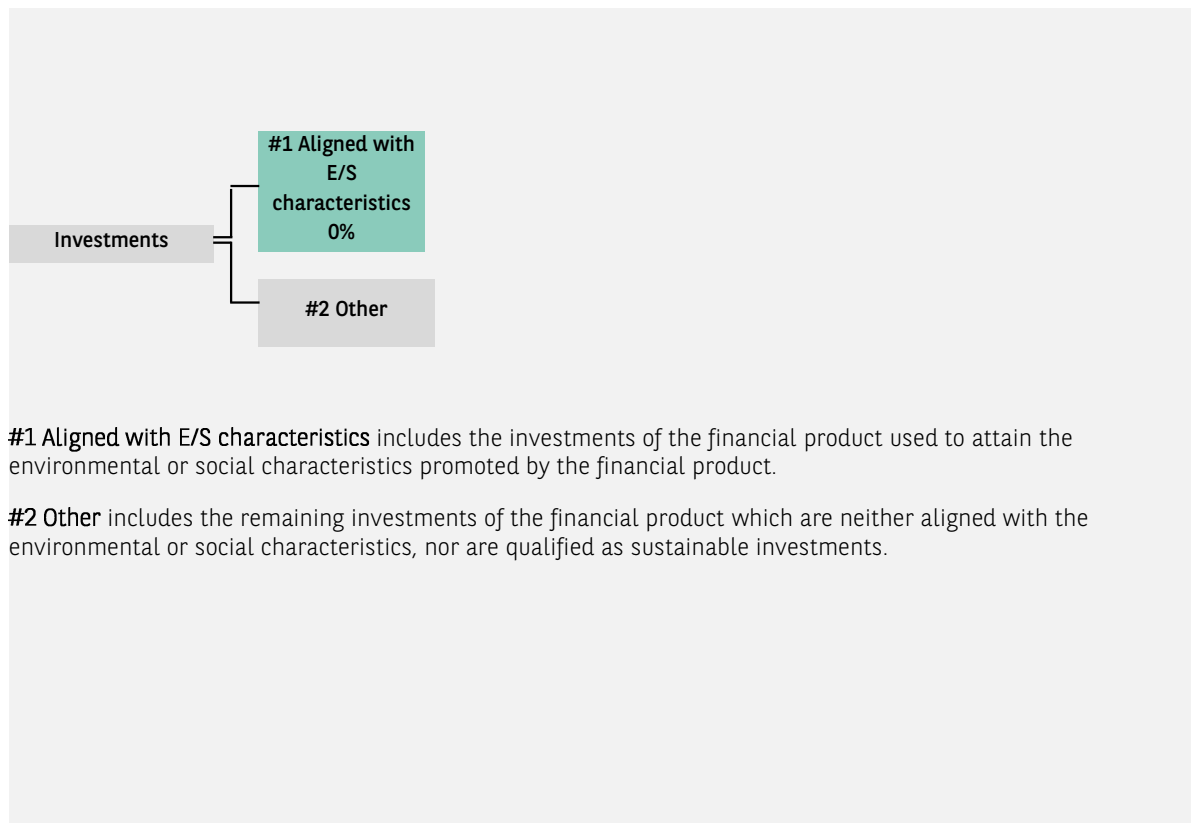 #1 Aligned with
E/S
characteristics
0%
Investments
#2 Other
#1 Aligned with E/S characteristics includes the investments of the financial product used to attain the
environmental or social characteristics promoted by the financial product.
#2 Other includes the remaining investments of the financial product which are neither aligned with the
environmental or social characteristics, nor are qualified as sustainable investments.